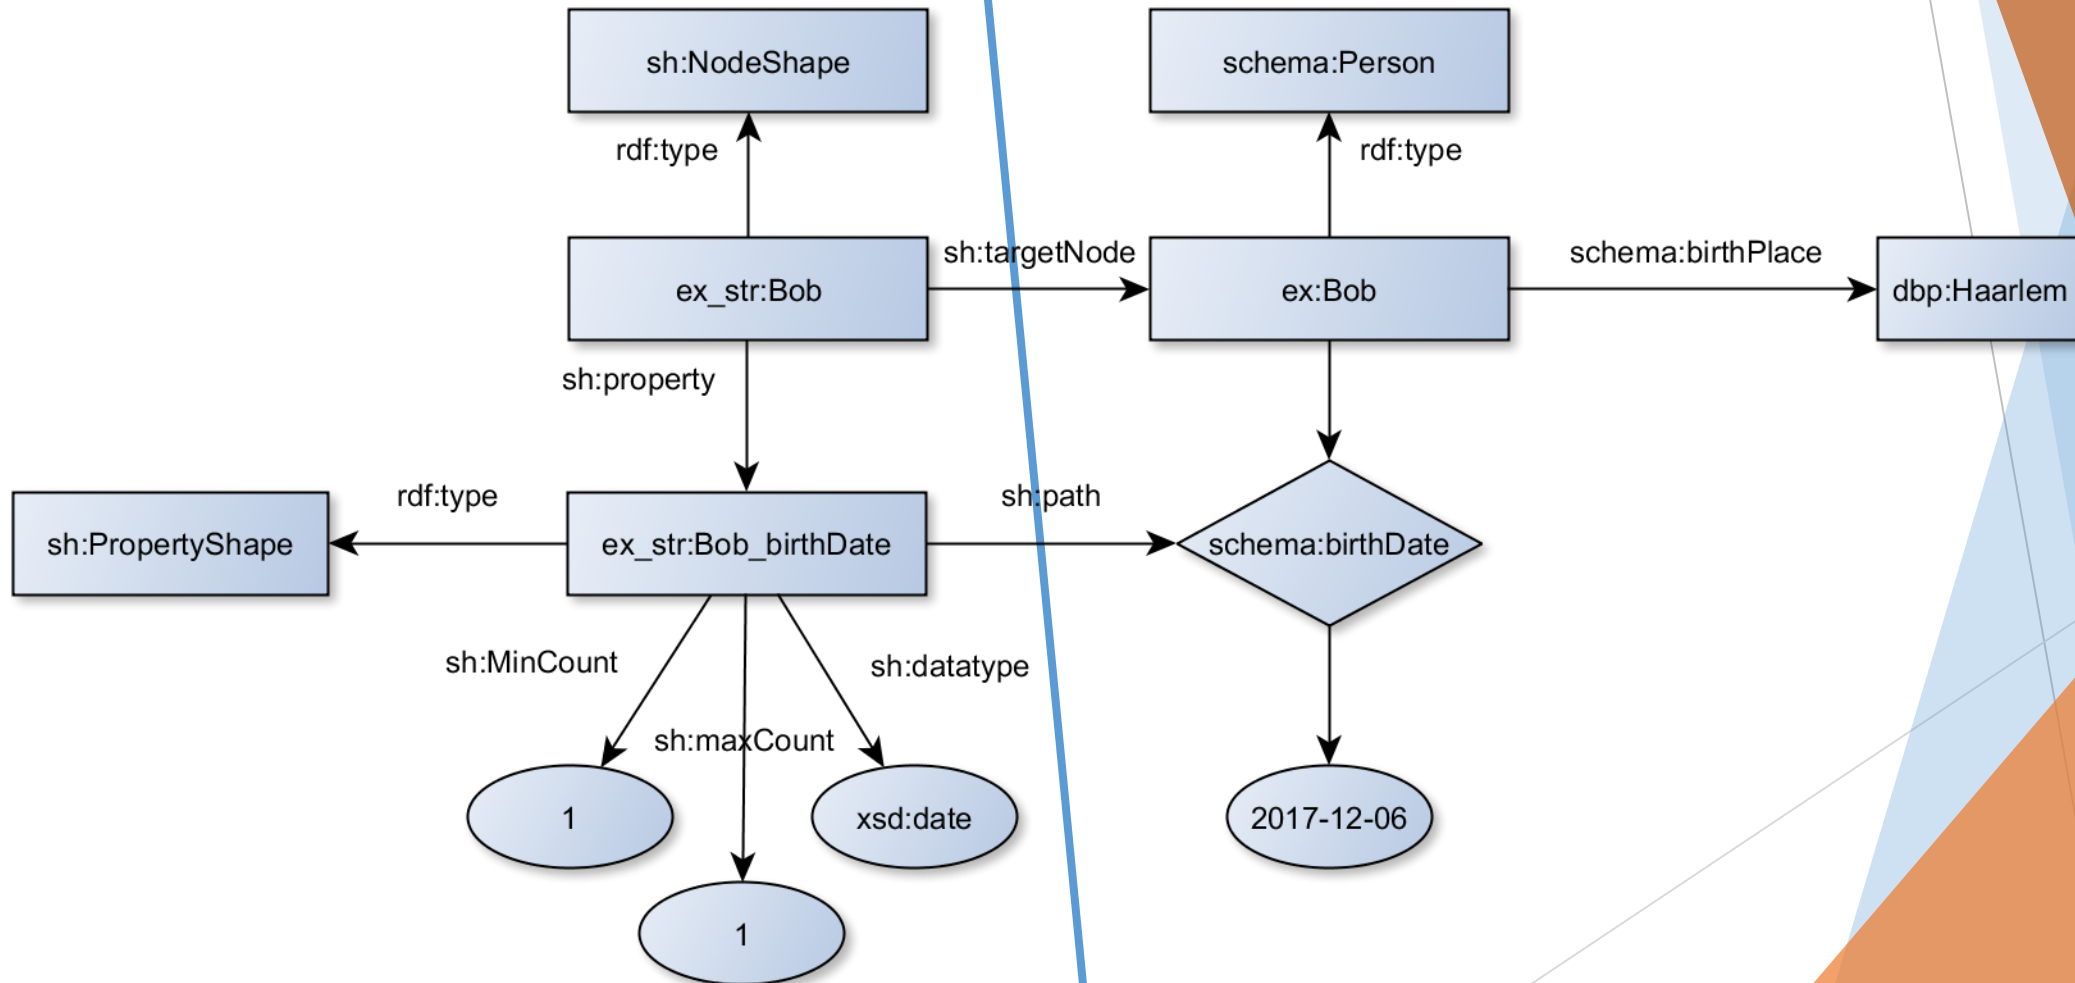 sh:NodeShape
schema:Person
rdf:type
rdf:type
sh:targetNode
schema:birthPlace
ex_str:Bob
ex:Bob
dbp:Haarlem
sh:property
rdf:type
sh:path
sh:PropertyShape
ex_str:Bob_birthDate
schema:birthDate
sh:MinCount
sh:datatype
sh:maxCount
1
xsd:date
2017-12-06
1